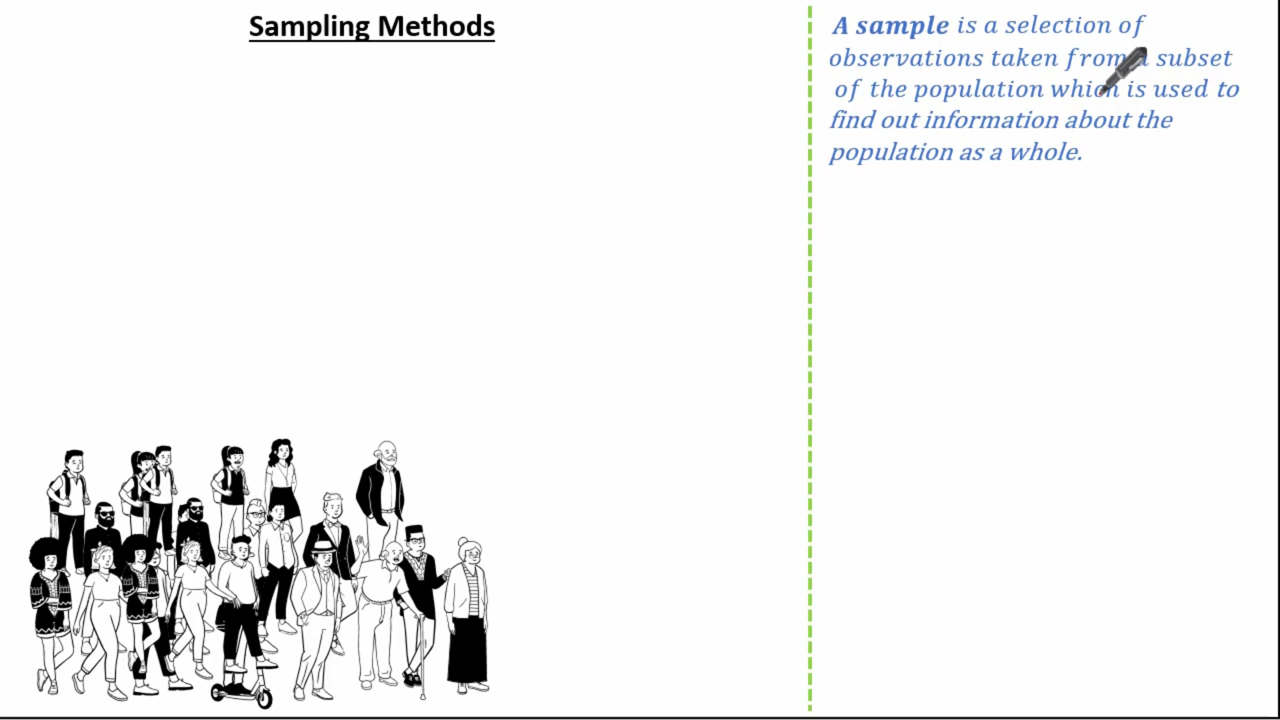 Sampling Methods
A sample is a selection of
observations taken from a subset
of the population which is used to
find out information about the
population as a whole.